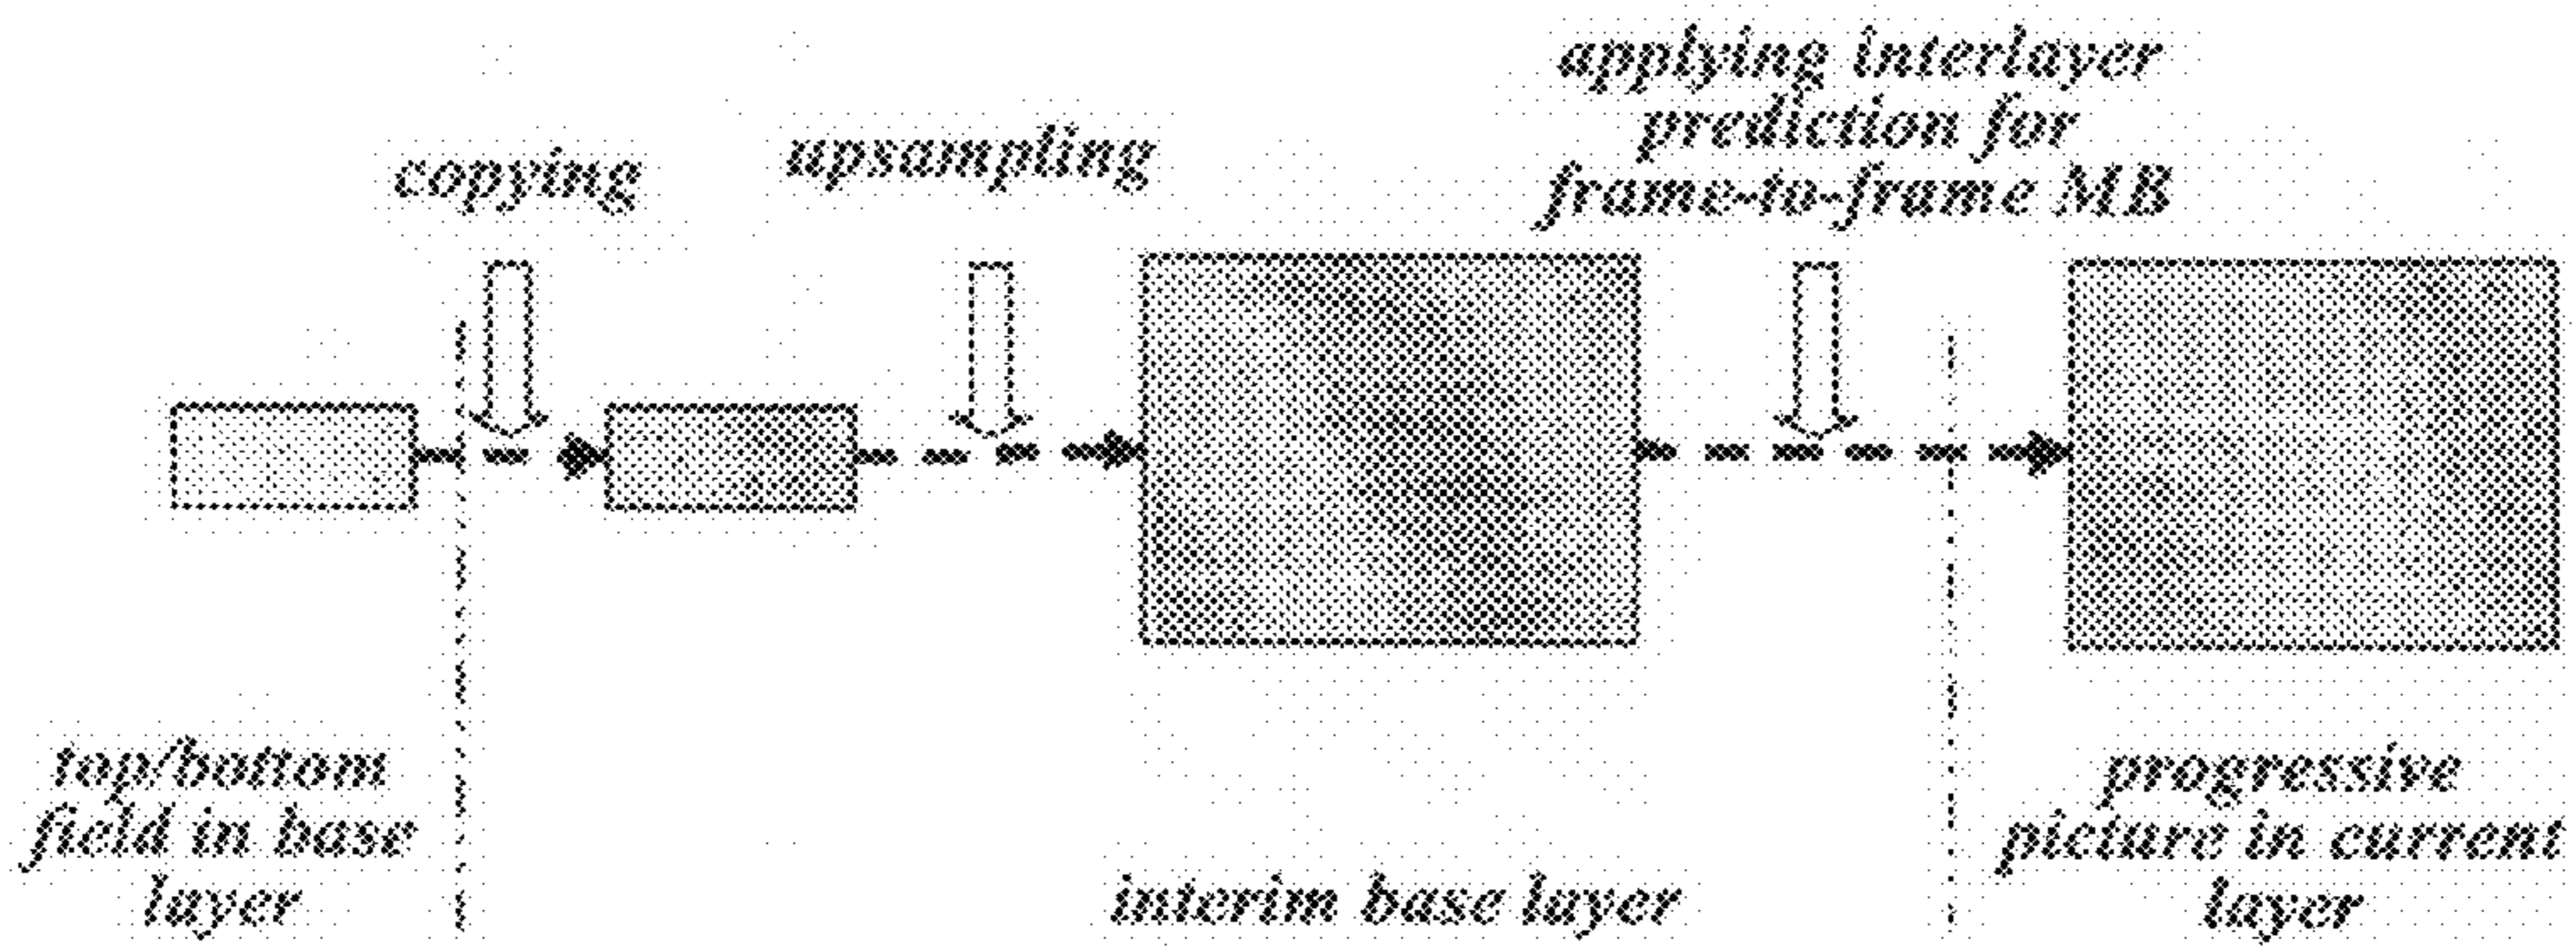 copying
upsampling
applying interlayer
prediction for
frame-to-frame MB
top/bottom
field in base
layer
interim base layer
progressive
picture in current
layer